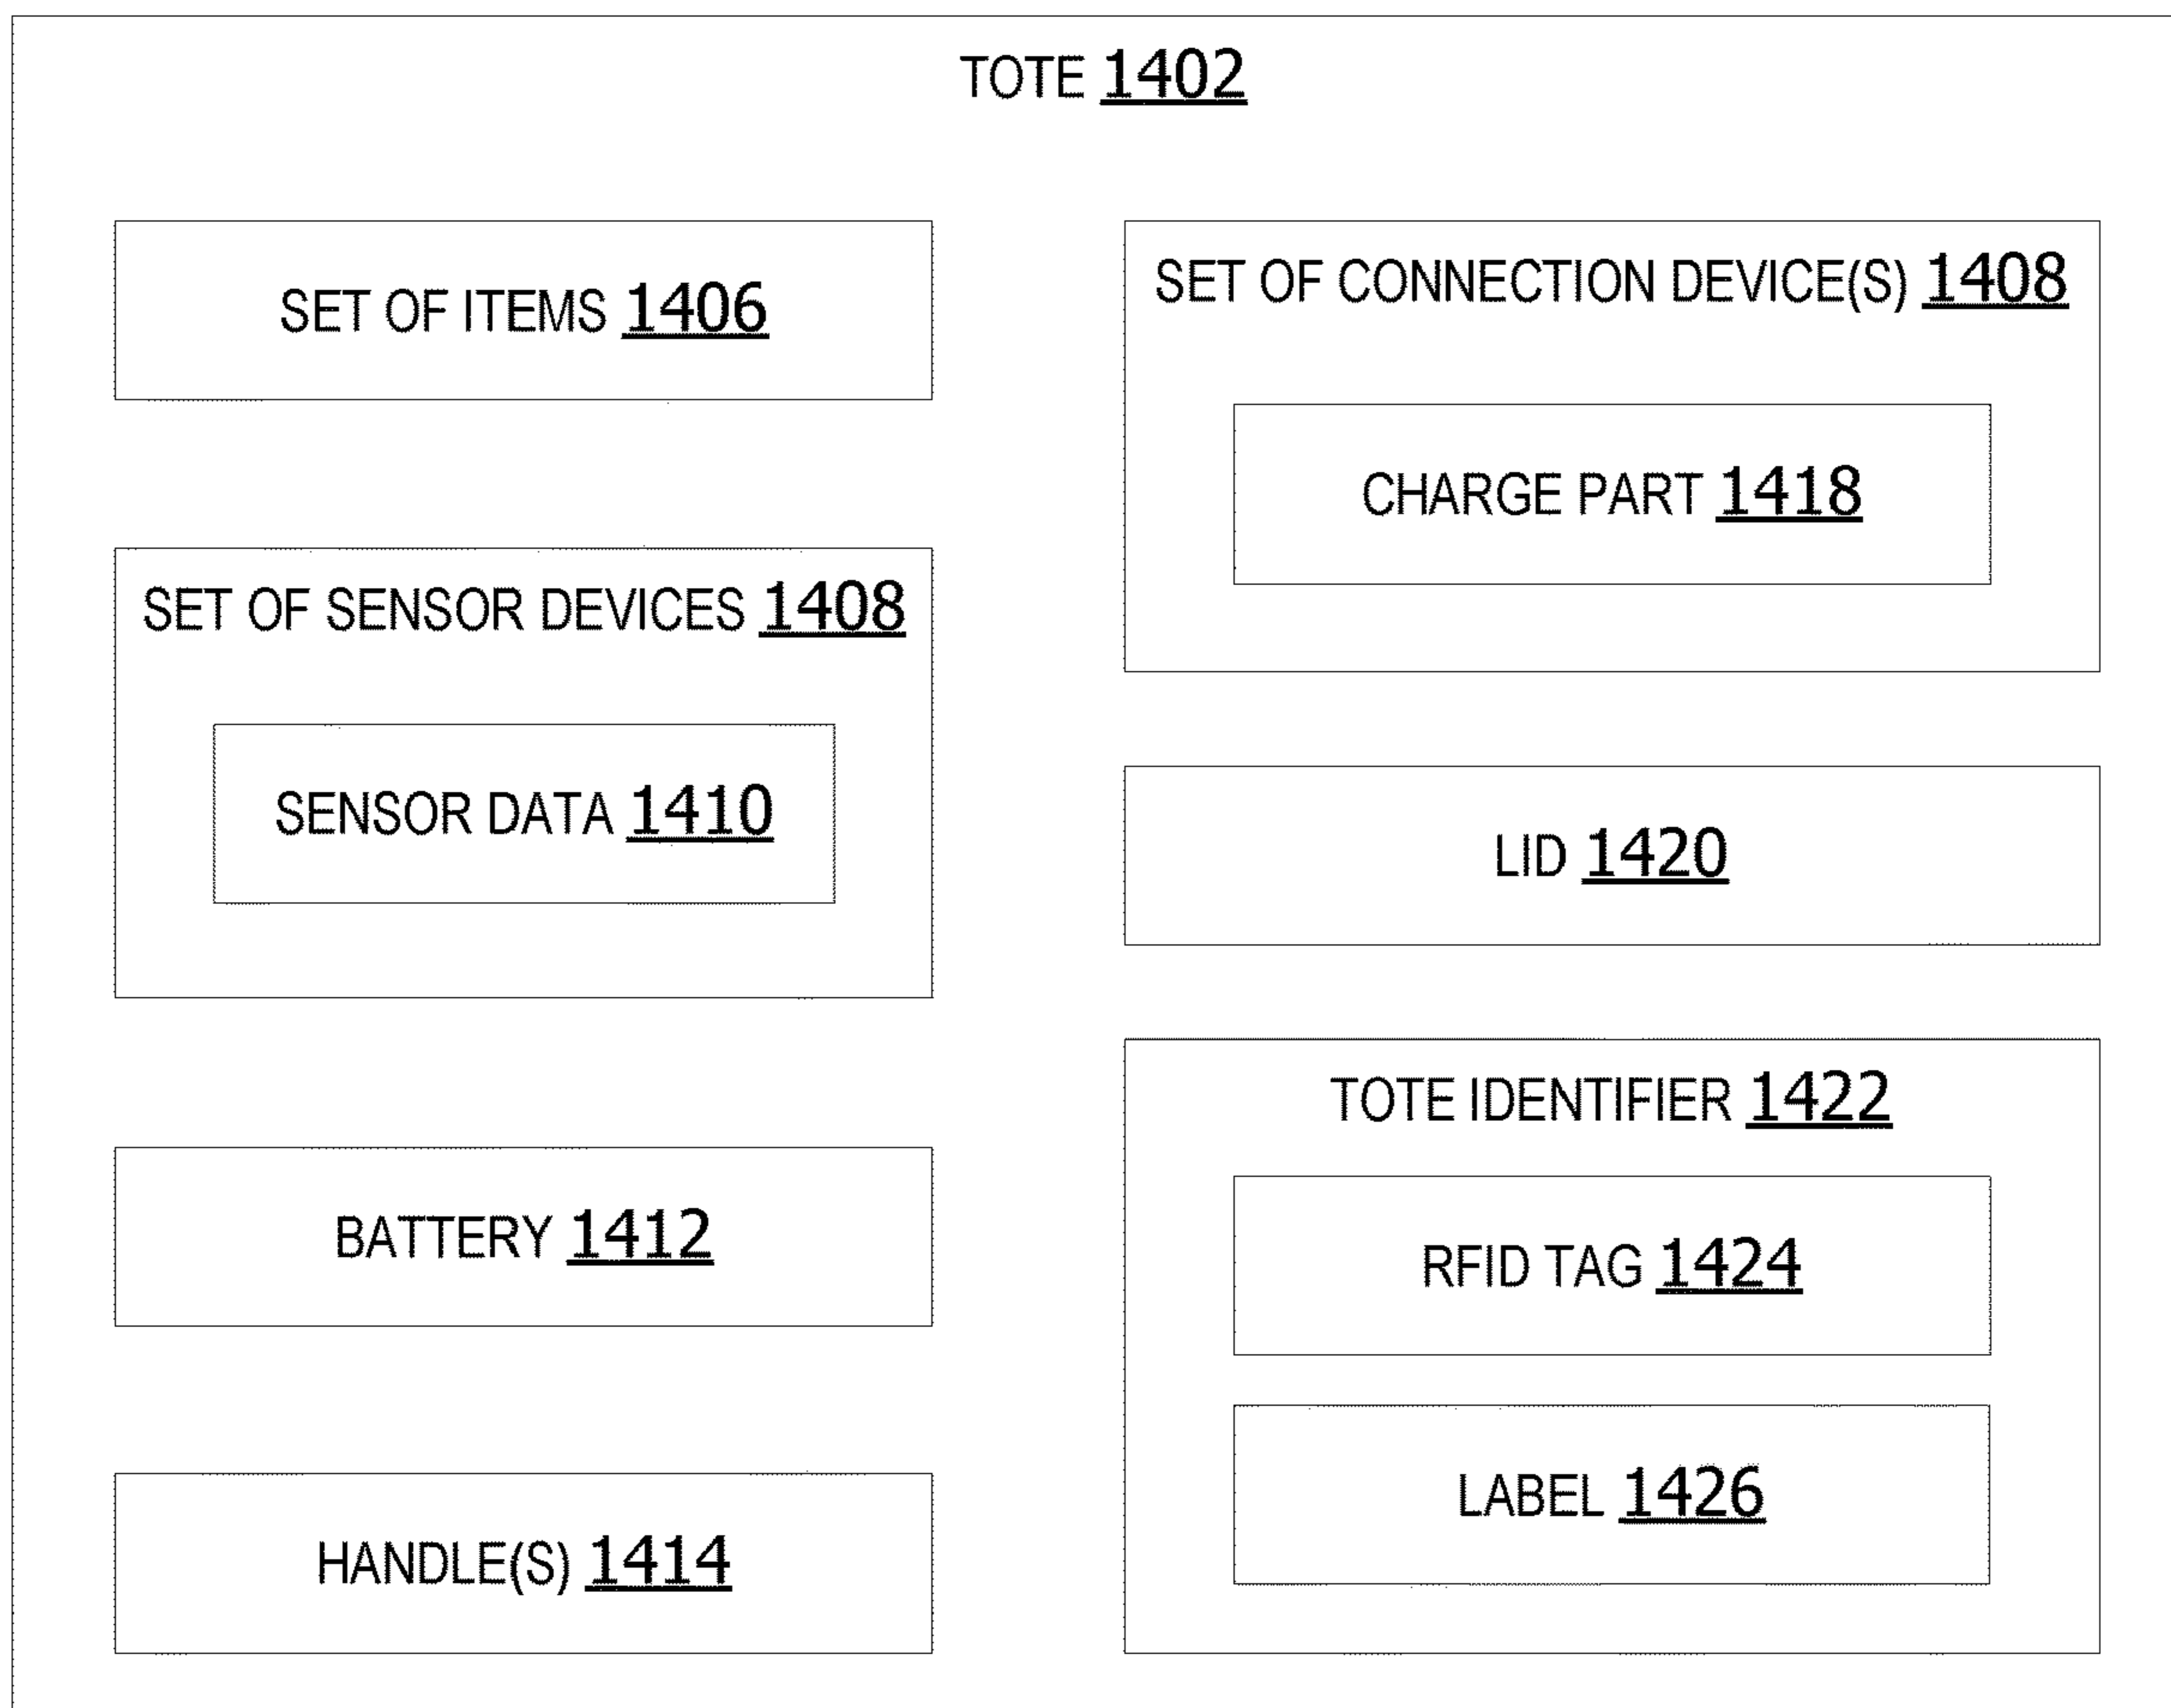 TOTE 1402
SET OF ITEMS 1406
SET OF SENSOR DEVICES 1408
SENSOR DATA 1410
BATTERY 1412
HANDLE(S) 1414
SET OF CONNECTION DEVICE(S) 1408
CHARGE PART 1418
LID 1420
TOTE IDENTIFIER 1422
RFID TAG 1424
LABEL 1426